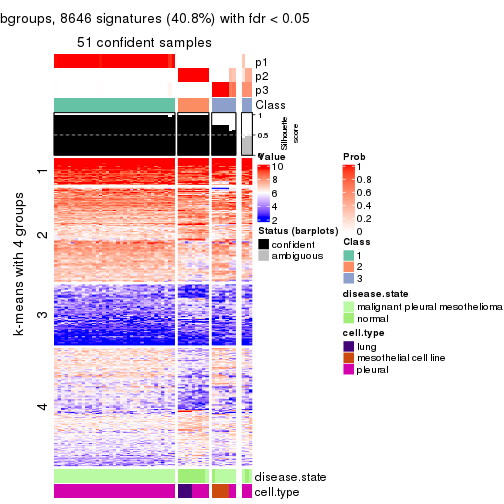 bgroups, 8646 signatures (40.8%) with fdr < 0.05
51 confident samples
p1
p2
p3
Class
1
0.5
0
Silhouette
score
k-means with 4 groups
1
2
3
4
disease.state
cell.type
Value
10
8
6
4
2
Status (barplots)
confident
ambiguous
Prob
1
0.8
0.6
0.4
0.2
0
Class
1
2
3
disease.state
malignant pleural mesothelioma
normal
cell.type
lung
mesothelial cell line
pleural